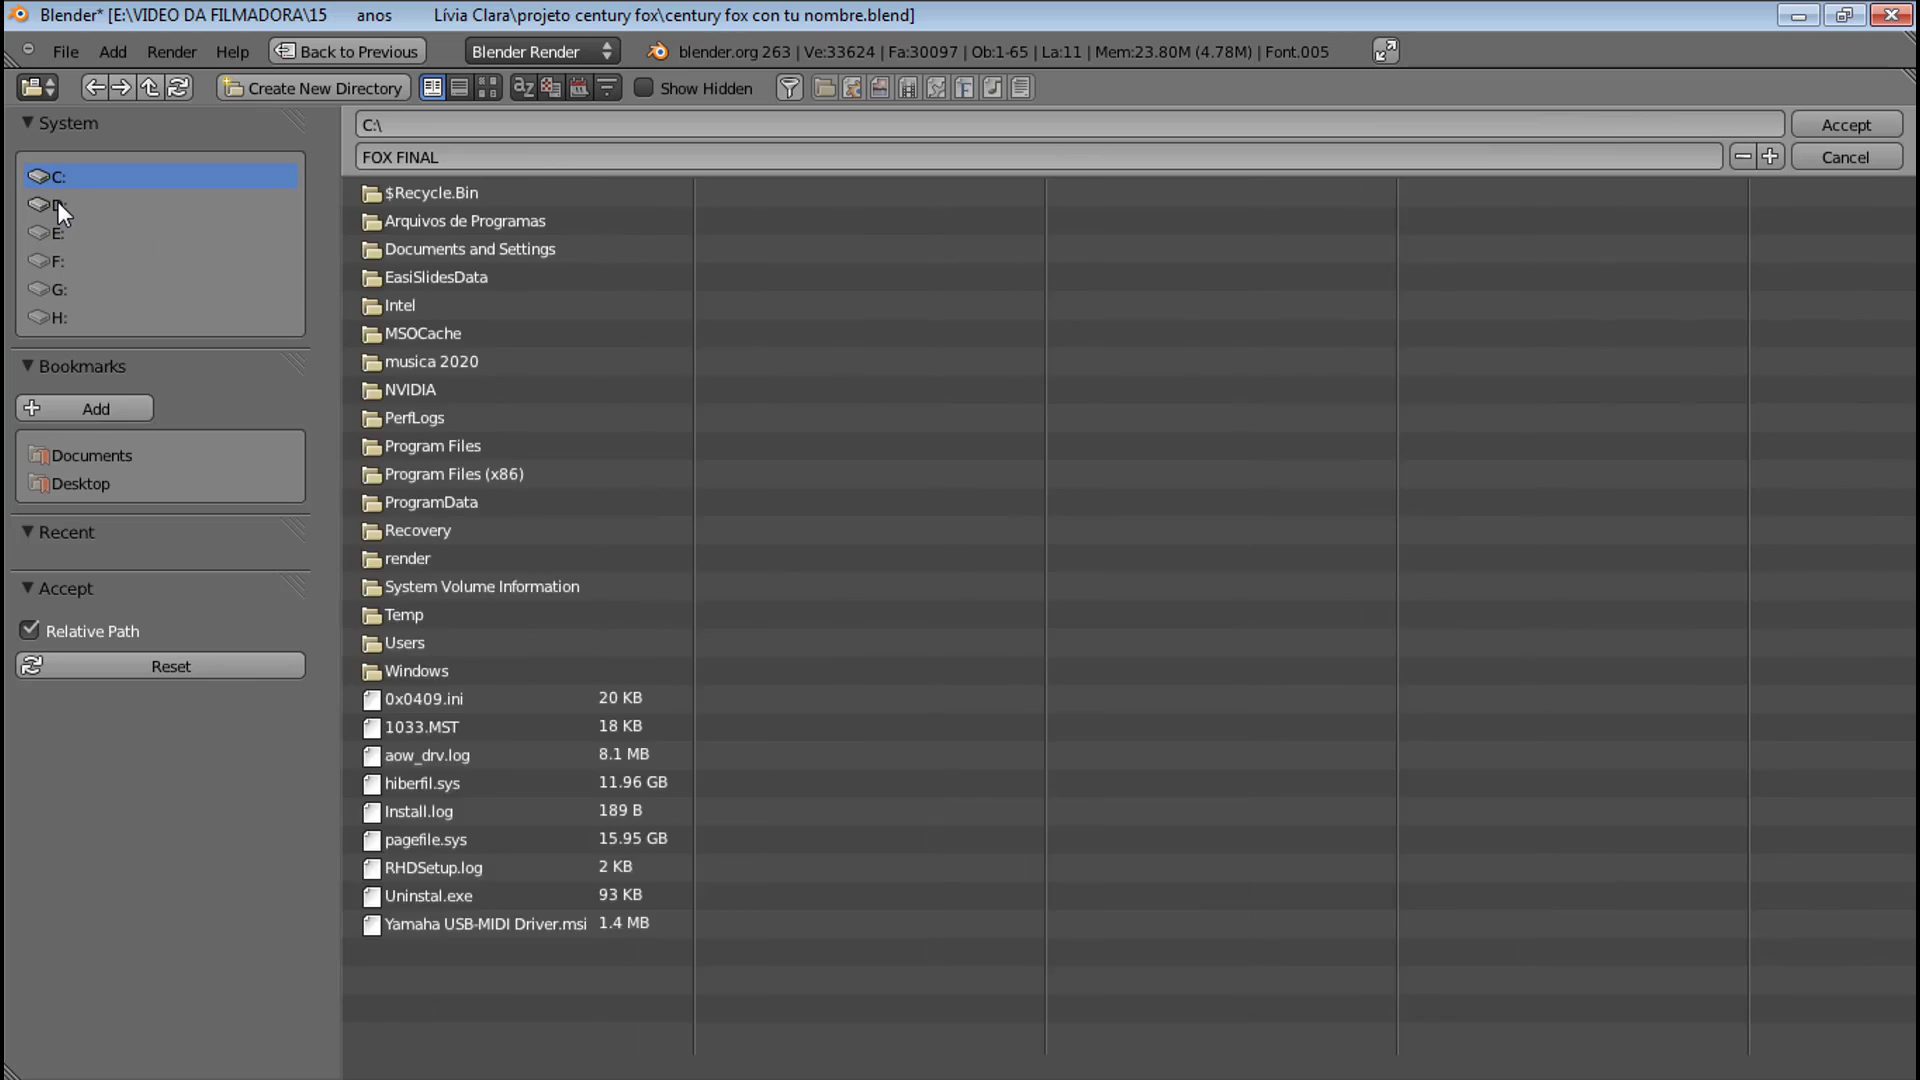 Blender* [E:\VIDEO DA FILMADORA\15 anos Lívia Clara\projeto century fox\century fox con tu nombre.blend]
File Add Render Help Back to Previous Blender Render blender.org 263 | Ve:33624 | Fa:30097 | Ob:1-65 | La:11 | Mem:23.80M (4.78M) | Font.005
Create New Directory Show Hidden
System
C:
E:
F:
G:
H:
Bookmarks
Add
Documents
Desktop
Recent
Accept
Relative Path
Reset
C:\ Accept
FOX FINAL Cancel
$Recycle.Bin
Arquivos de Programas
Documents and Settings
EasiSlidesData
Intel
MSOCache
musica 2020
NVIDIA
PerfLogs
Program Files
Program Files (x86)
ProgramData
Recovery
render
System Volume Information
Temp
Users
Windows
0x0409.ini 20 KB
1033.MST 18 KB
aow_drv.log 8.1 MB
hiberfil.sys 11.96 GB
Install.log 189 B
pagefile.sys 15.95 GB
RHDSetup.log 2 KB
Uninstal.exe 93 KB
Yamaha USB-MIDI Driver.msi 1.4 MB